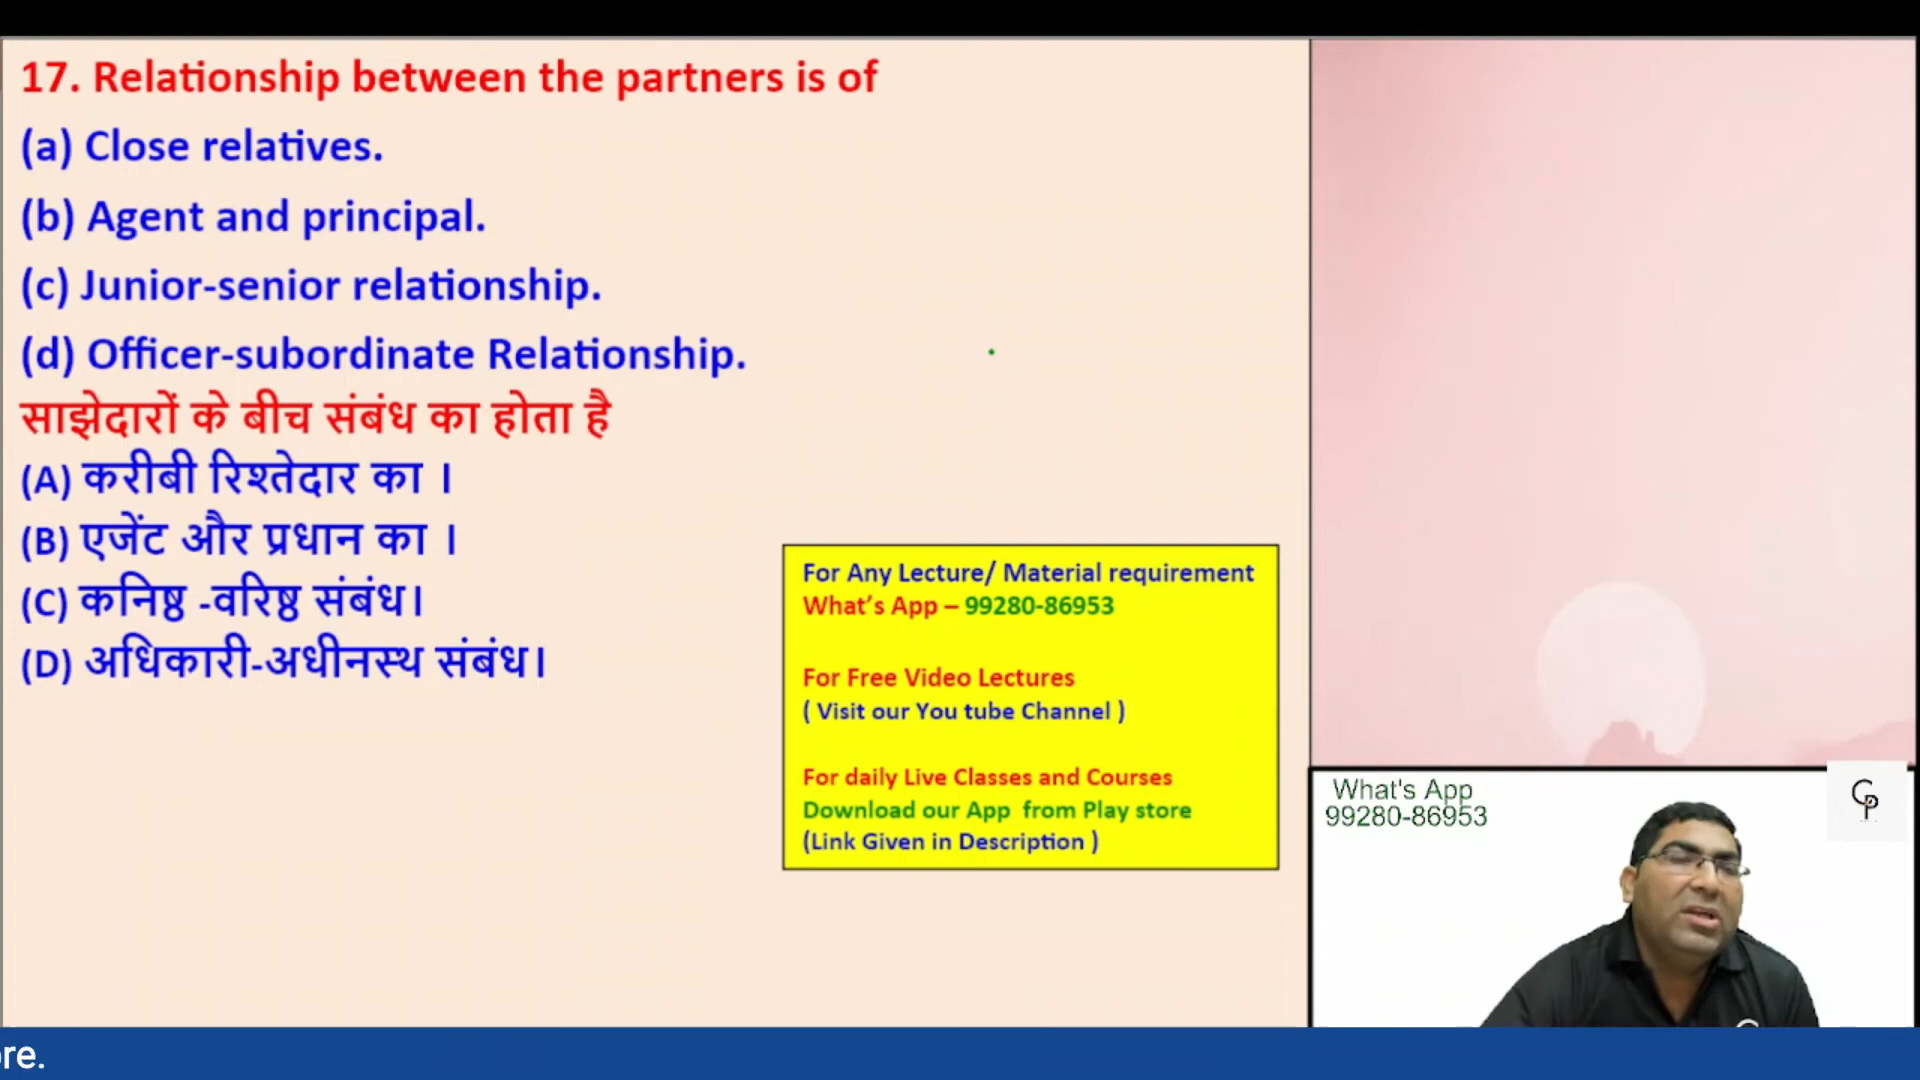 17. Relationship between the partners is of
(a) Close relatives.
(b) Agent and principal.
(c) Junior-senior relationship.
(d) Officer-subordinate Relationship.
साझेदारों के बीच संबंध का होता है
(A) करीबी रिश्तेदार का ।
(B) एजेंट और प्रधान का ।
(C) कनिष्ठ -वरिष्ठ संबंध।
(D) अधिकारी-अधीनस्थ संबंध।
For Any Lecture/ Material requirement
What's App – 99280-86953
For Free Video Lectures
( Visit our You tube Channel )
For daily Live Classes and Courses
Download our App from Play store
(Link Given in Description )
What's App
99280-86953
CP
re.